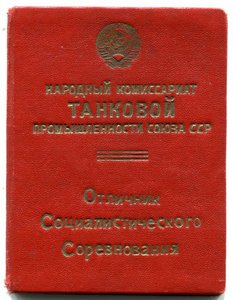 НАРОДНЫЙ КОМИССАРИАТ
ТАНКОВОЙ
ПРОМЫШЛЕННОСТИ СОЮЗА ССР
Отличник
Социалистического
Соревнования